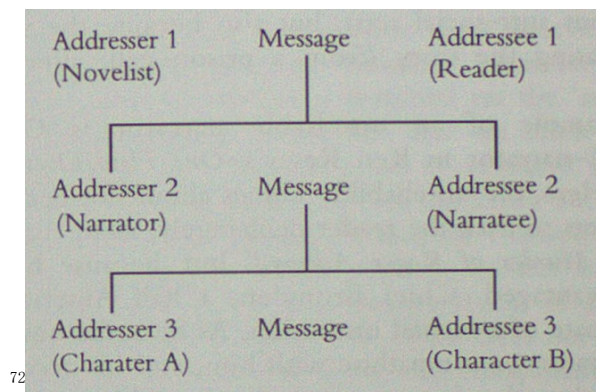 Addresser 1 Message Addressee 1
(Novelist) (Reader)
Addresser 2 Message Addressee 2
(Narrator) (Narratee)
Addresser 3 Message Addressee 3
(Charater A) (Character B)
72